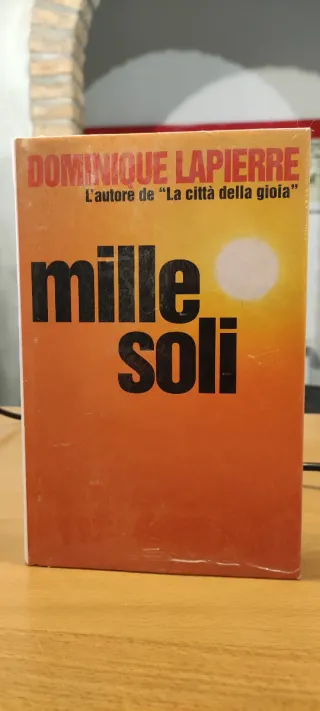 DOMINIQUE LAPIERRE
L'autore de "La città della gioia"
mille
soli